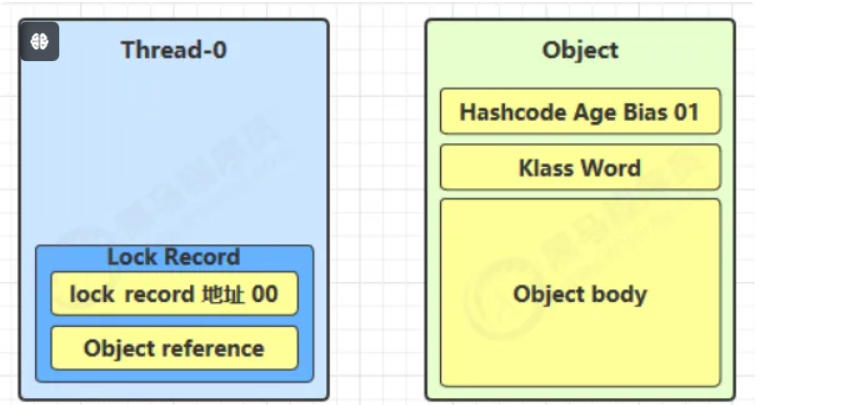 Thread-0
Lock Record
lock record 地址 00
Object reference
Object
Hashcode Age Bias 01
Klass Word
Object body